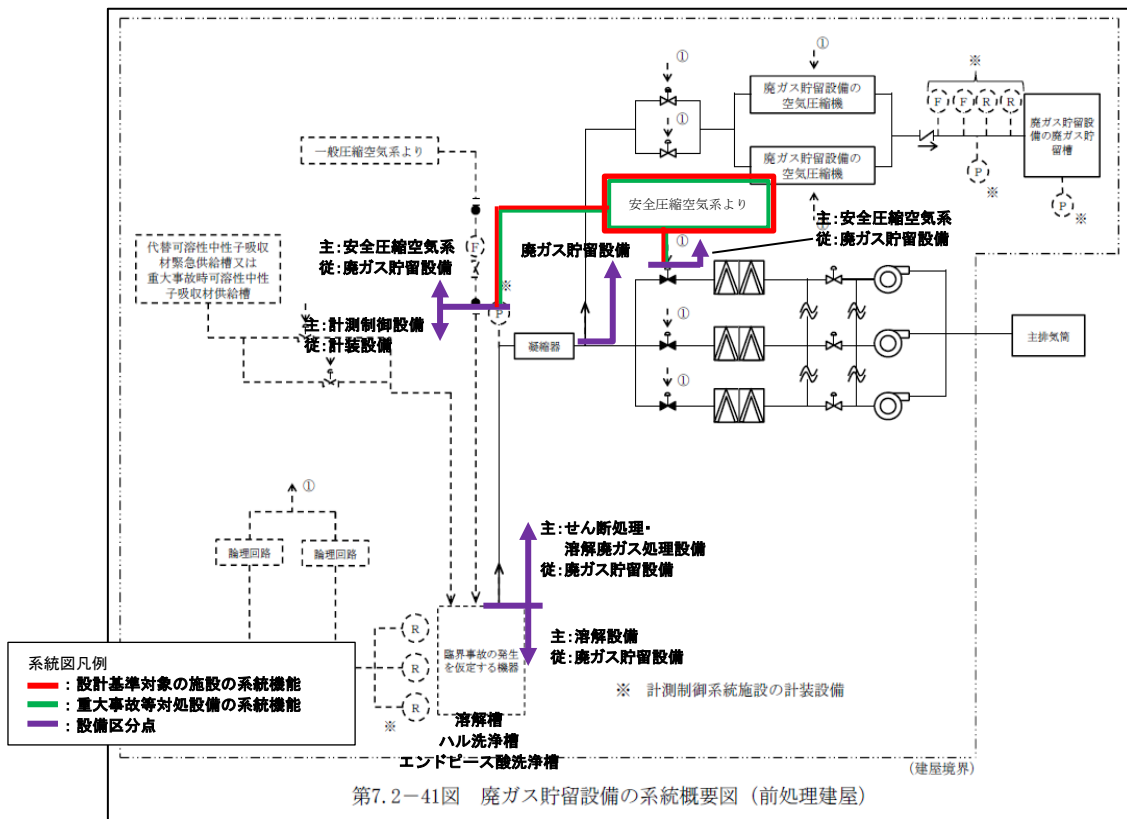 ①
①
①
※
廃ガス貯留設備の
空気圧縮機
F
F
R
R
廃ガス貯留設
備の廃ガス貯
留槽
一般圧縮空気系より
廃ガス貯留設備の
空気圧縮機
P
※
P
※
安全圧縮空気系より
代替可溶性中性子吸収
材緊急供給槽又は
重大事故時可溶性中性
子吸収材供給槽
主:安全圧縮空気系
従:廃ガス貯留設備
F
廃ガス貯留設備
①
主:安全圧縮空気系
従:廃ガス貯留設備
※
P
主:計測制御設備
従:計装設備
凝縮器
①
主排気筒
①
①
論理回路
論理回路
主:せん断処理・
溶解廃ガス処理設備
従:廃ガス貯留設備
R
R
R
※
臨界事故の発生
を仮定する機器
主:溶解設備
従:廃ガス貯留設備
※ 計測制御系統施設の計装設備
系統図凡例
:設計基準対象の施設の系統機能
:重大事故等対処設備の系統機能
:設備区分点
溶解槽
ハル洗浄槽
エンドピース酸洗浄槽
(建屋境界)
第7.2-41図 廃ガス貯留設備の系統概要図(前処理建屋)